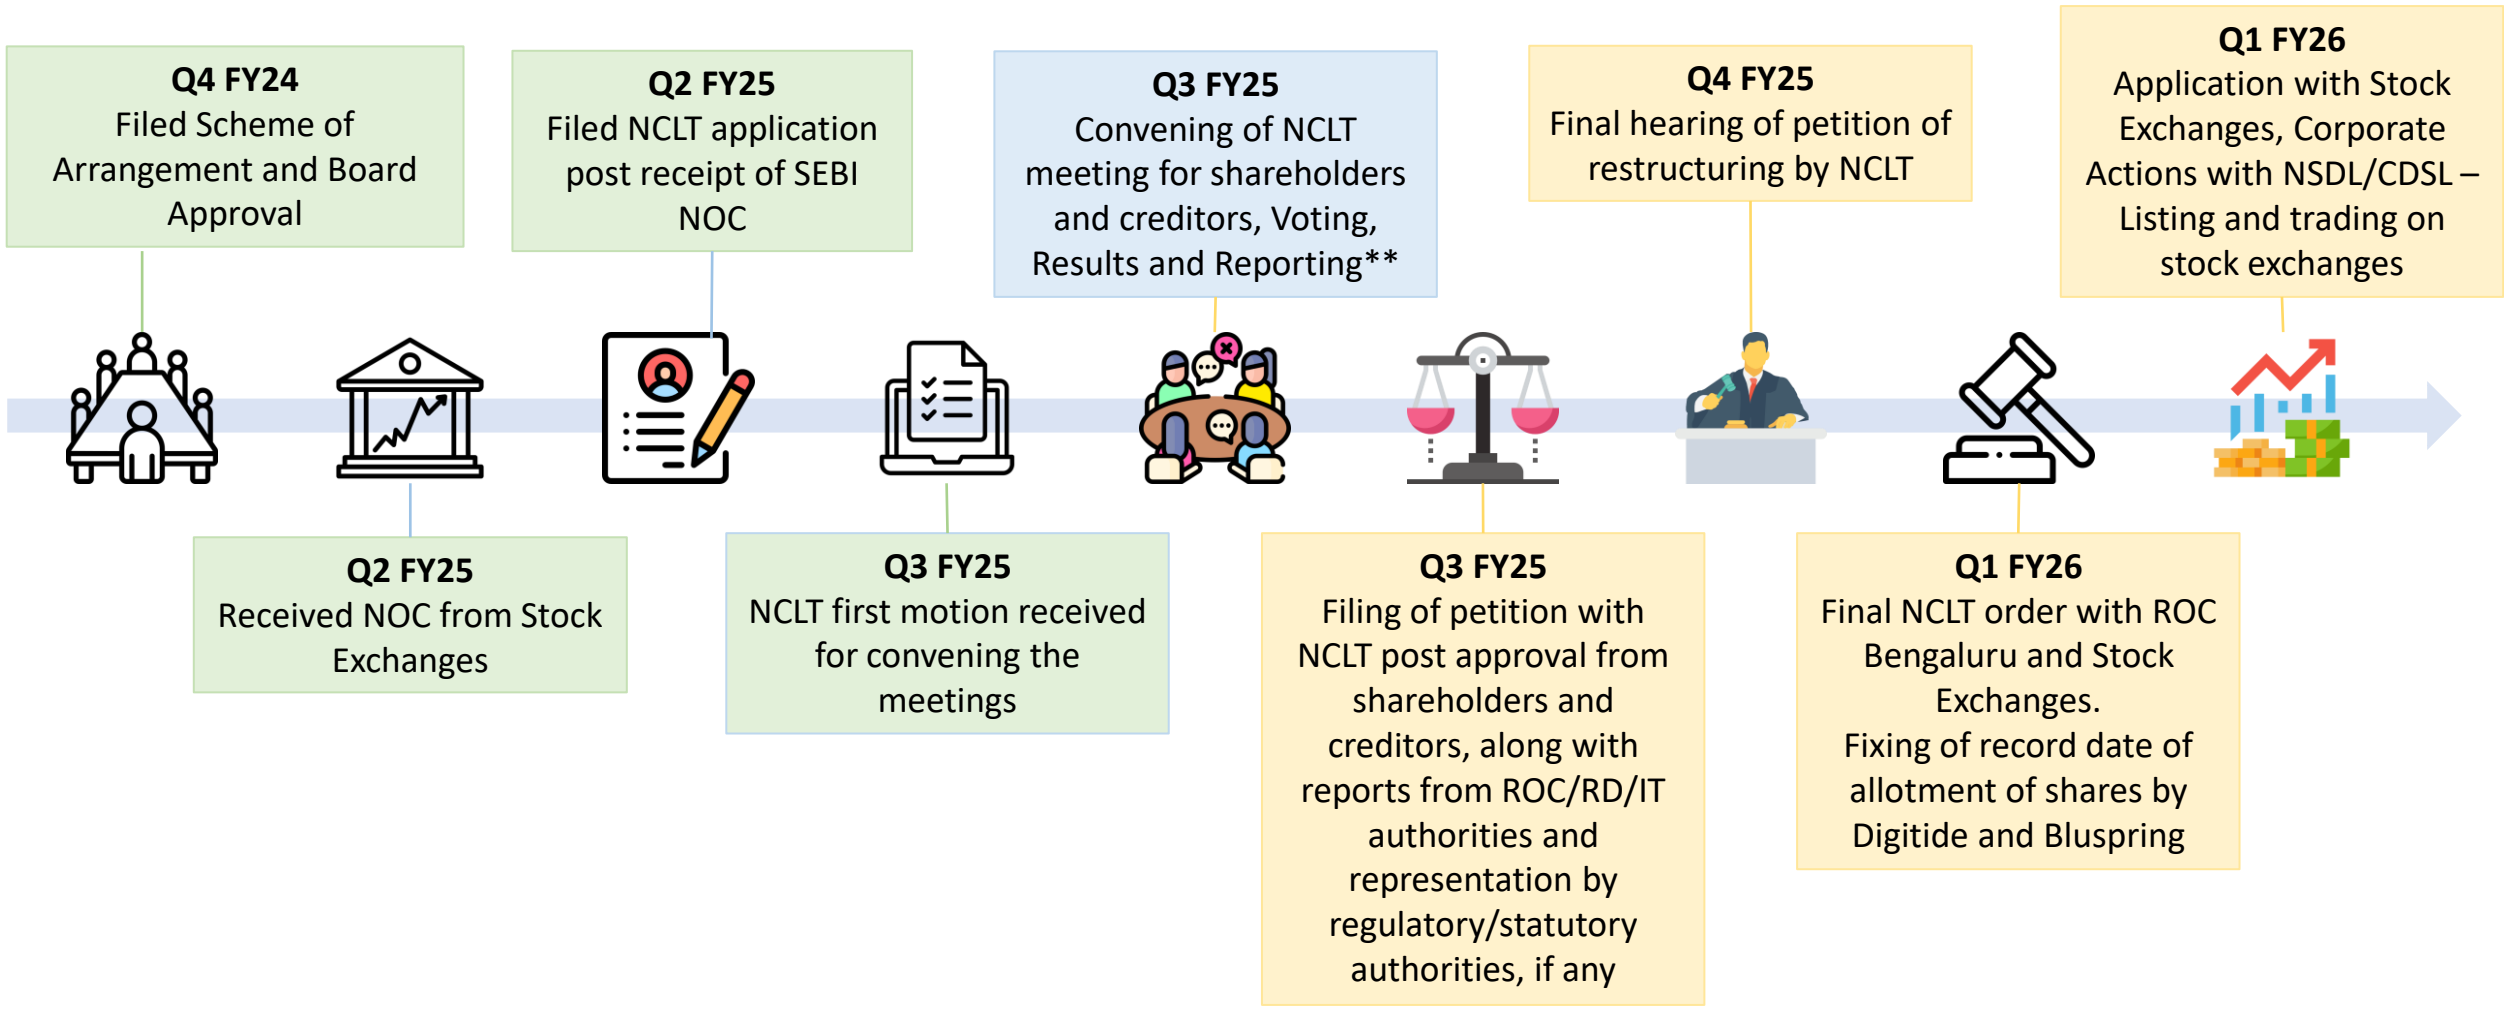 Q4 FY24
Filed Scheme of
Arrangement and Board
Approval
Q2 FY25
Received NOC from Stock
Exchanges
Q2 FY25
Filed NCLT application
post receipt of SEBI
NOC
Q3 FY25
NCLT first motion received
for convening the
meetings
Q3 FY25
Convening of NCLT
meeting for shareholders
and creditors, Voting,
Results and Reporting**
Q3 FY25
Filing of petition with
NCLT post approval from
shareholders and
creditors, along with
reports from ROC/RD/IT
authorities and
representation by
regulatory/statutory
authorities, if any
Q4 FY25
Final hearing of petition of
restructuring by NCLT
Q1 FY26
Final NCLT order with ROC
Bengaluru and Stock
Exchanges.
Fixing of record date of
allotment of shares by
Digitide and Bluspring
Q1 FY26
Application with Stock
Exchanges, Corporate
Actions with NSDL/CDSL –
Listing and trading on
stock exchanges